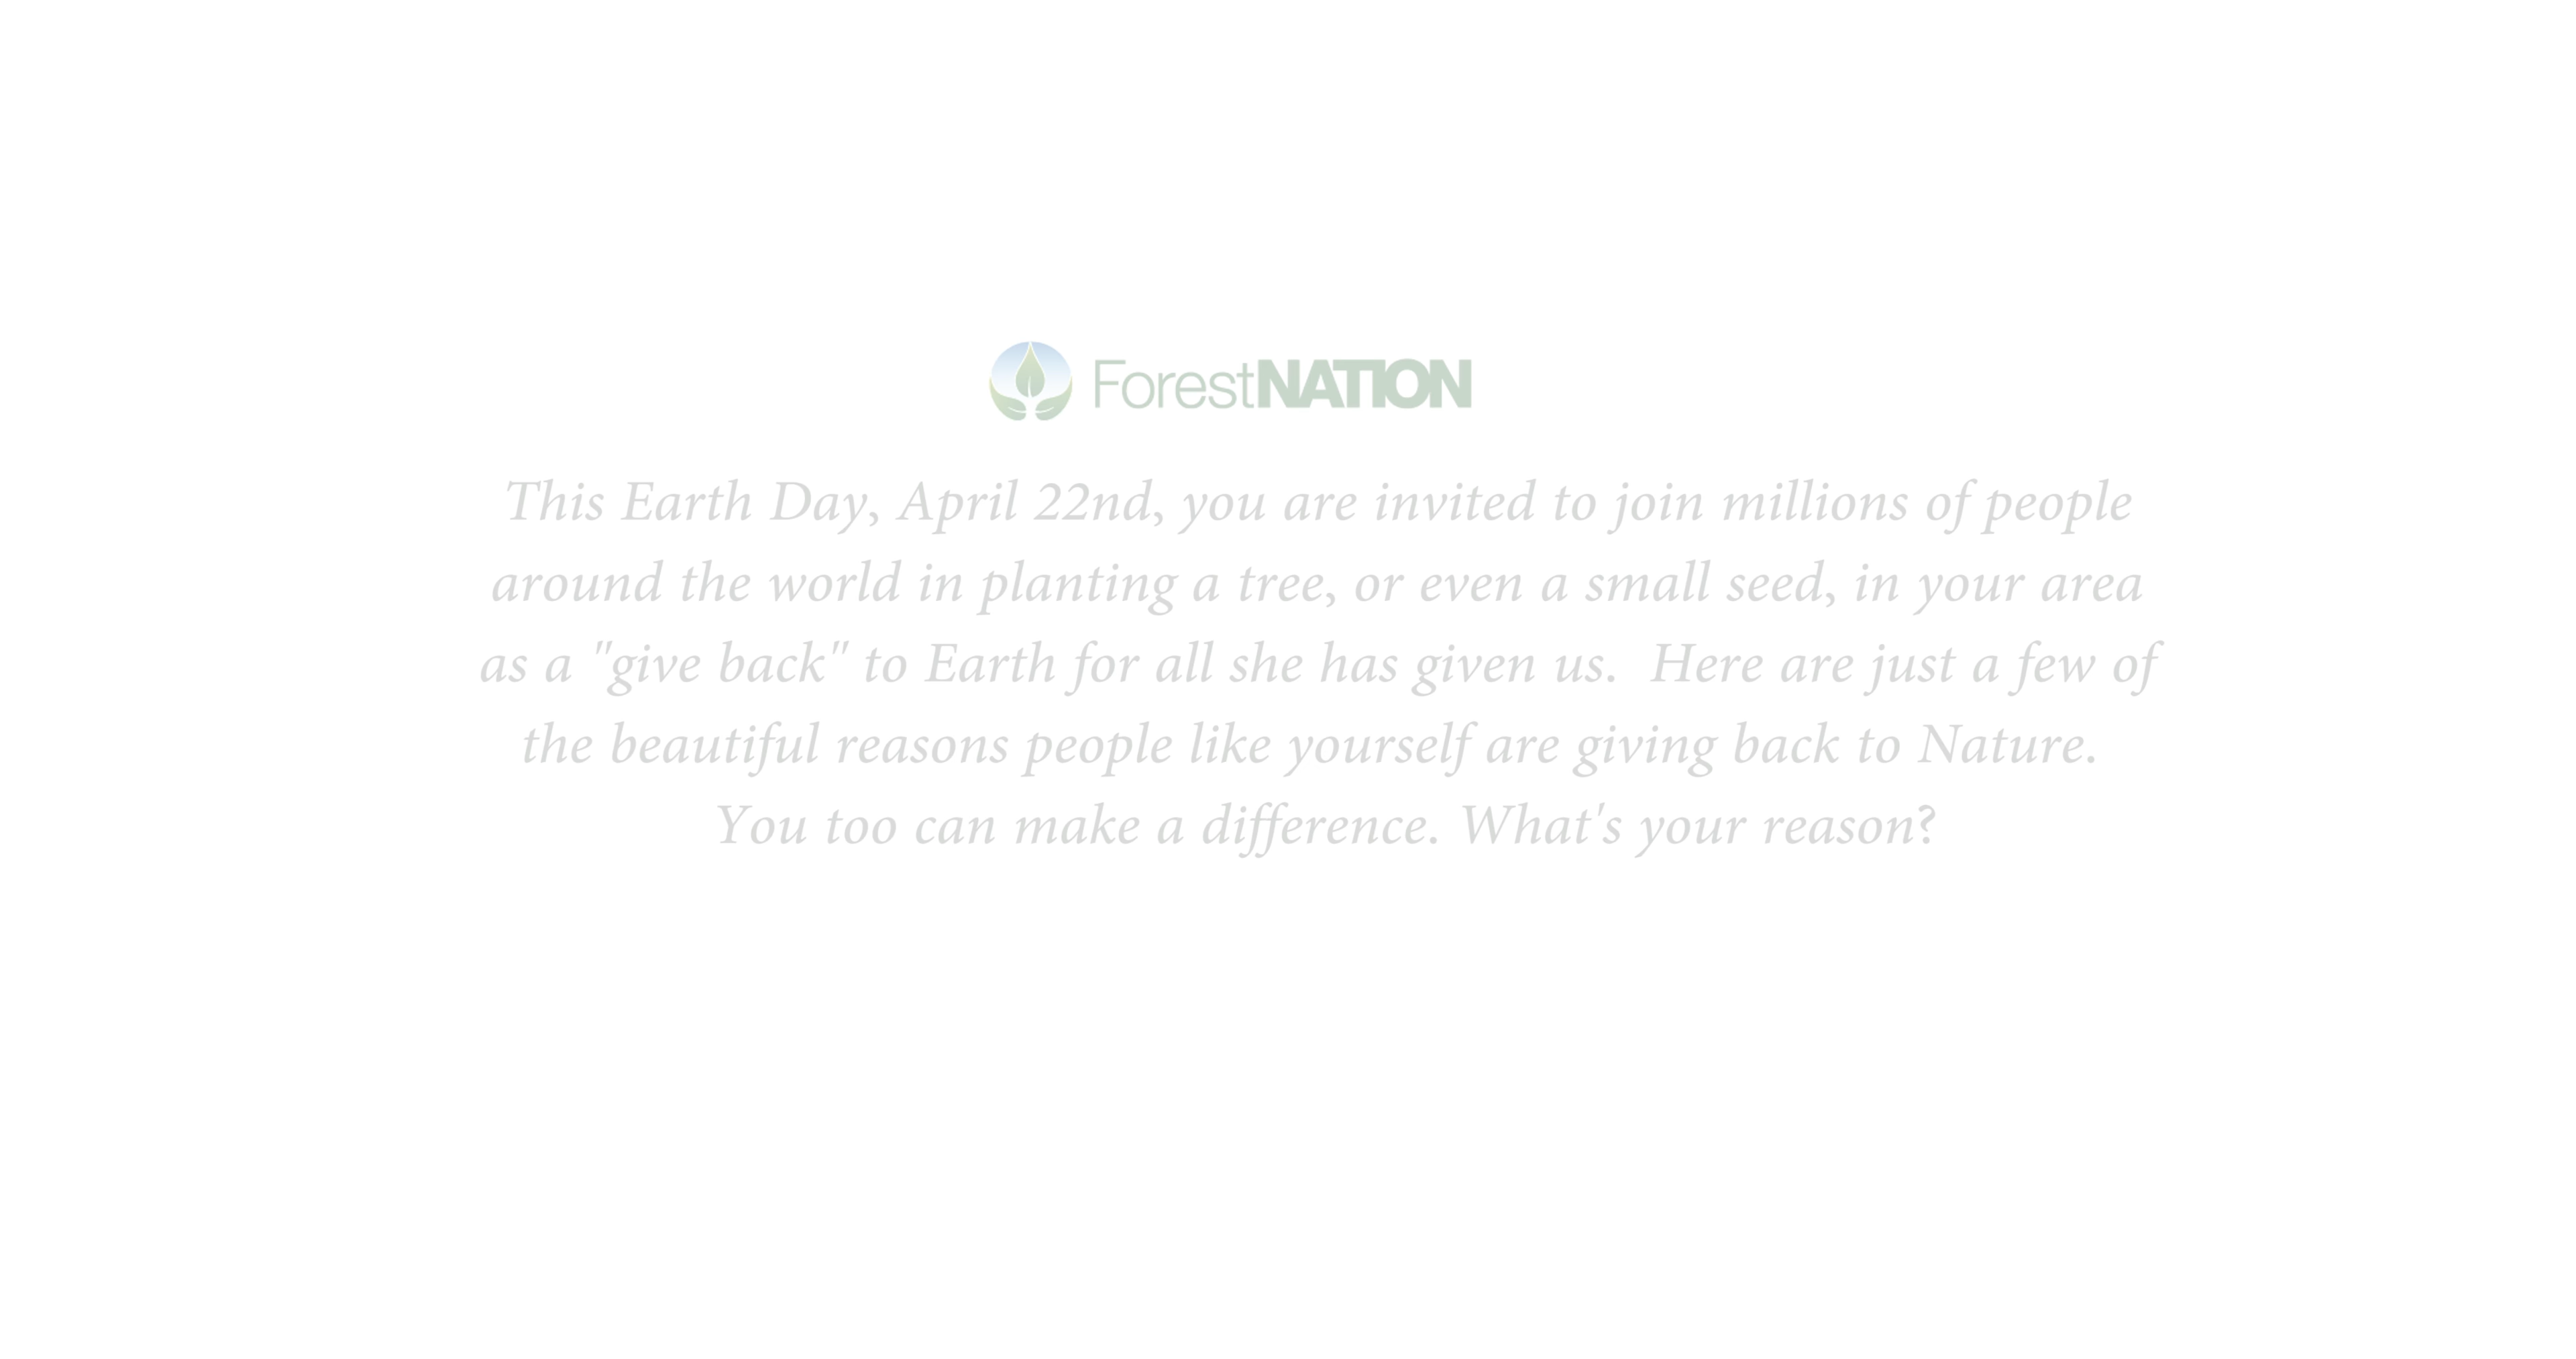 ForestNATION
This Earth Day, April 22nd, you are invited to join millions of people
around the world in planting a tree, or even a small seed, in your area
as a "give back" to Earth for all she has given us.  Here are just a few of
the beautiful reasons people like yourself are giving back to Nature.
You too can make a difference. What's your reason?